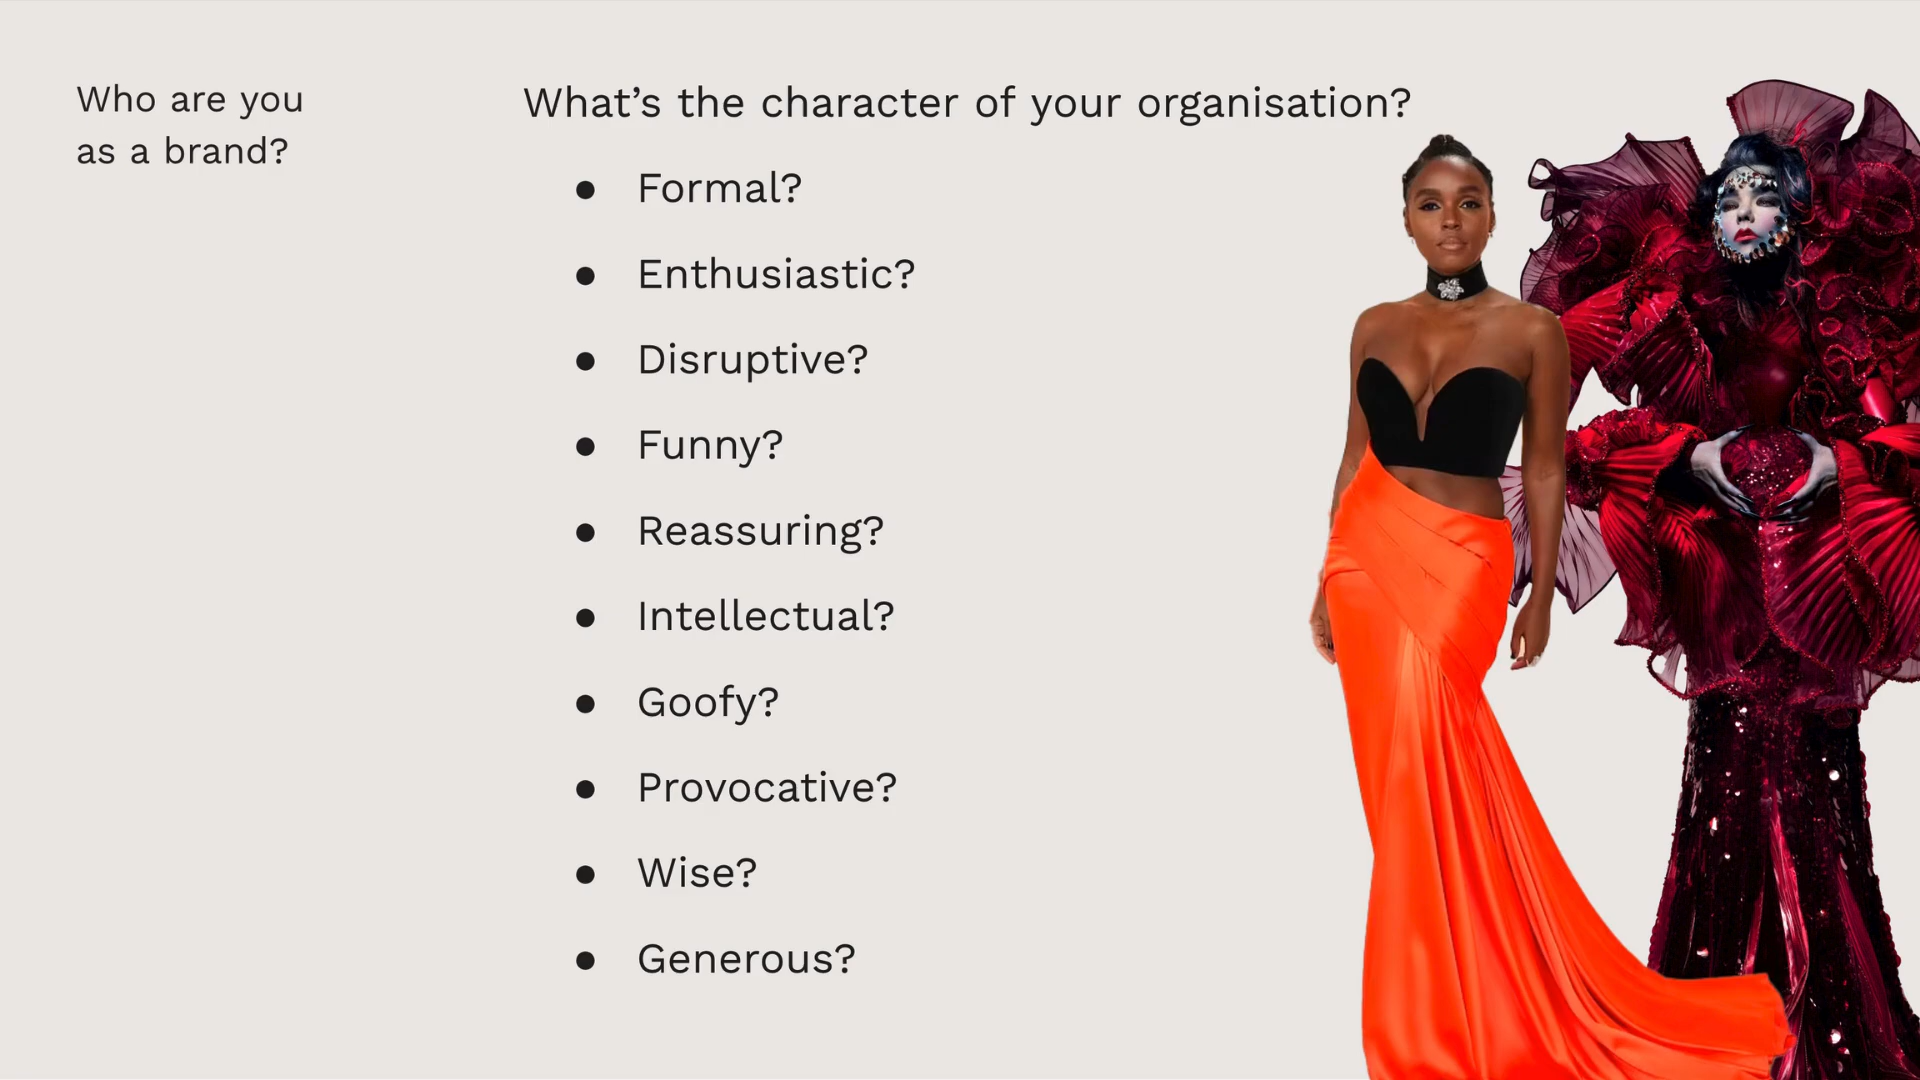 Who are you
as a brand?
What’s the character of your organisation?
● Formal?
● Enthusiastic?
● Disruptive?
● Funny?
● Reassuring?
● Intellectual?
● Goofy?
● Provocative?
● Wise?
● Generous?